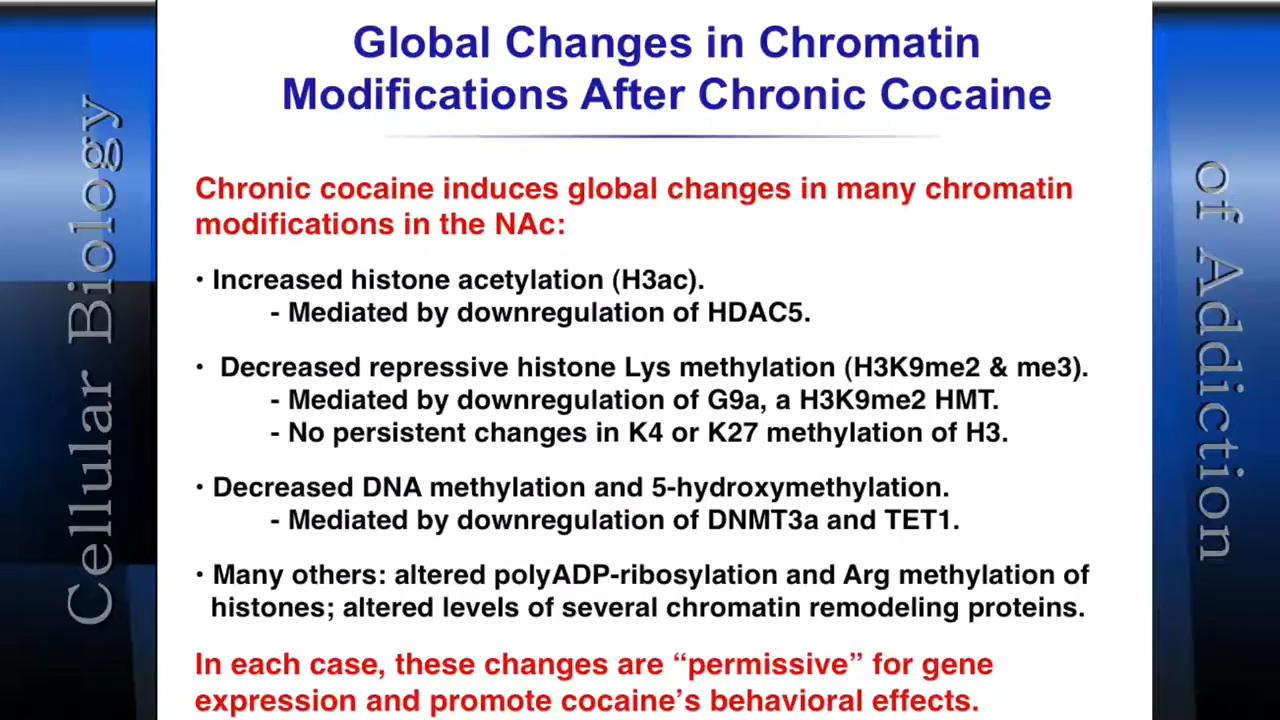 Global Changes in Chromatin
Modifications After Chronic Cocaine
Chronic cocaine induces global changes in many chromatin
modifications in the NAc:
• Increased histone acetylation (H3ac).
- Mediated by downregulation of HDAC5.
• Decreased repressive histone Lys methylation (H3K9me2 & me3).
- Mediated by downregulation of G9a, a H3K9me2 HMT.
- No persistent changes in K4 or K27 methylation of H3.
• Decreased DNA methylation and 5-hydroxymethylation.
- Mediated by downregulation of DNMT3a and TET1.
• Many others: altered polyADP-ribosylation and Arg methylation of
histones; altered levels of several chromatin remodeling proteins.
In each case, these changes are “permissive” for gene
expression and promote cocaine’s behavioral effects.
Cellular Biology
of Addiction